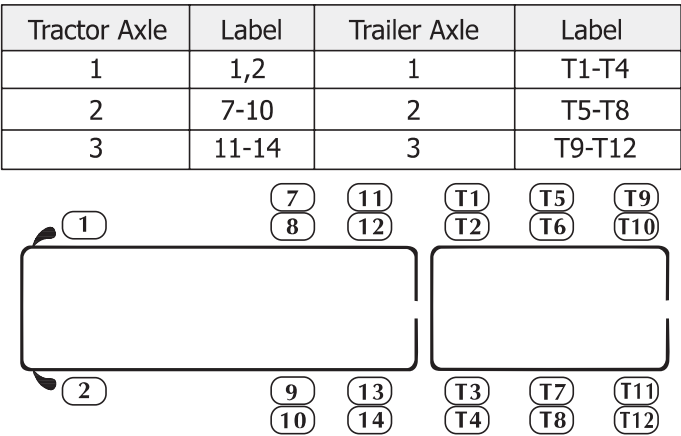 Tractor Axle Label Trailer Axle Label
1 1,2 1 T1-T4
2 7-10 2 T5-T8
3 11-14 3 T9-T12
7 11 T1 T5 T9
1 8 12 T2 T6 T10
2 9 13 T3 T7 T11
10 14 T4 T8 T12